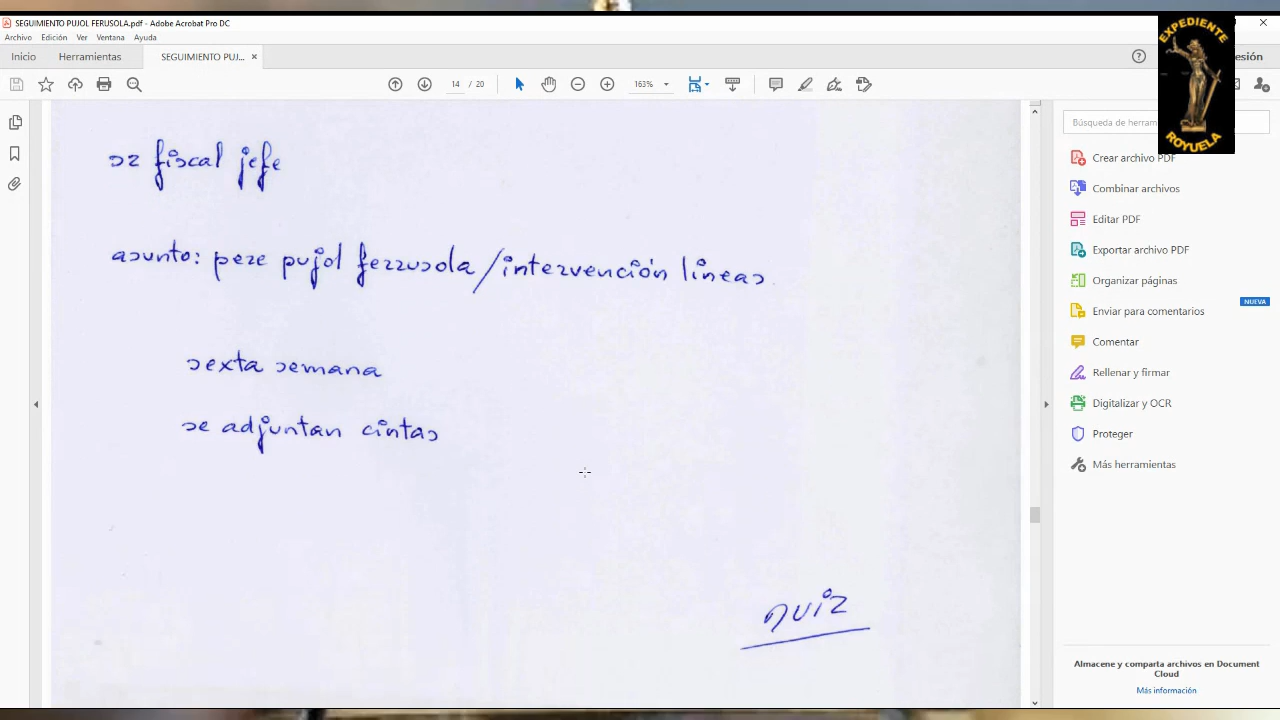 SEGUIMIENTO PUJOL FERUSOLA.pdf - Adobe Acrobat Pro DC
Archivo Edición Ver Ventana Ayuda
Inicio Herramientas SEGUIMIENTO PUJ... ×
14 / 20 163%
EXPEDIENTE
ROYUELA
esión
sr fiscal jefe
asunto: pere pujol ferrusola/intervención lineas
sexta semana
se adjuntan cintas
RUIZ
Búsqueda de herram
Crear archivo PDF
Combinar archivos
Editar PDF
Exportar archivo PDF
Organizar páginas
NUEVA
Enviar para comentarios
Comentar
Rellenar y firmar
Digitalizar y OCR
Proteger
Más herramientas
Almacene y comparta archivos en Document
Cloud
Más información